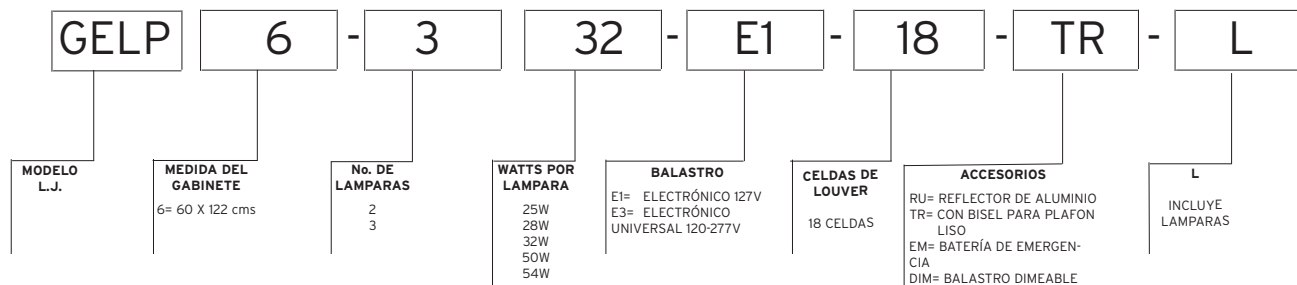 GELP 6 - 3 32 - E1 - 18 - TR - L
MODELO
L.J.
MEDIDA DEL
GABINETE
6= 60 X 122 cms
No. DE
LAMPARAS
2
3
WATTS POR
LAMPARA
25W
28W
32W
50W
54W
BALASTRO
E1= ELECTRÓNICO 127V
E3= ELECTRÓNICO
UNIVERSAL 120-277V
CELDAS DE
LOUVER
18 CELDAS
ACCESORIOS
RU= REFLECTOR DE ALUMINIO
TR= CON BISEL PARA PLAFON
LISO
EM= BATERÍA DE EMERGEN-
CIA
DIM= BALASTRO DIMEABLE
L
INCLUYE
LAMPARAS